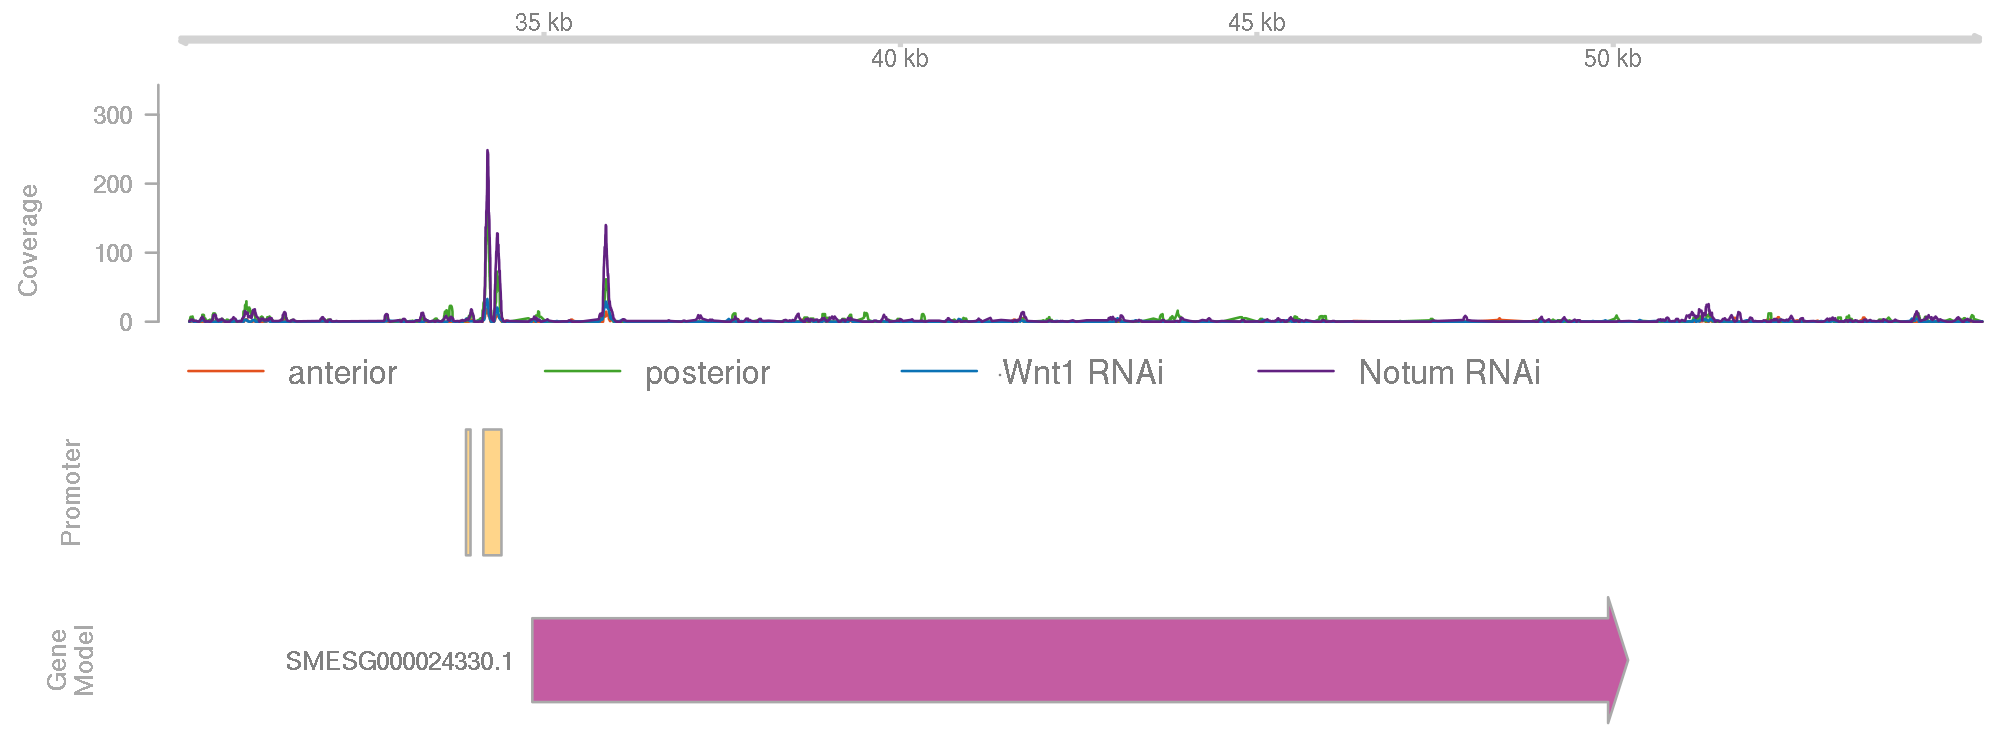 35 kb 45 kb
40 kb 50 kb
300
200
100
0
Coverage
anterior posterior Wnt1 RNAi Notum RNAi
Promoter
Gene
Model
SMESG000024330.1